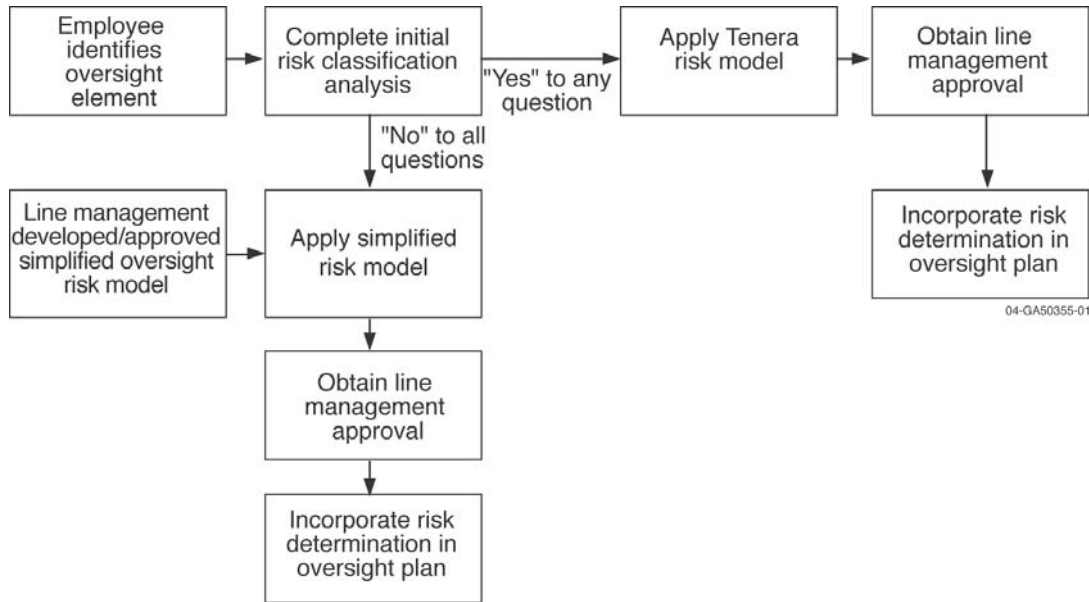 Employee
identifies
oversight
element
Complete initial
risk classification
analysis
"Yes" to any
question
Apply Tenera
risk model
Obtain line
management
approval
"No" to all
questions
Line management
developed/approved
simplified oversight
risk model
Apply simplified
risk model
Incorporate risk
determination in
oversight plan
04-GA50355-01
Obtain line
management
approval
Incorporate risk
determination in
oversight plan